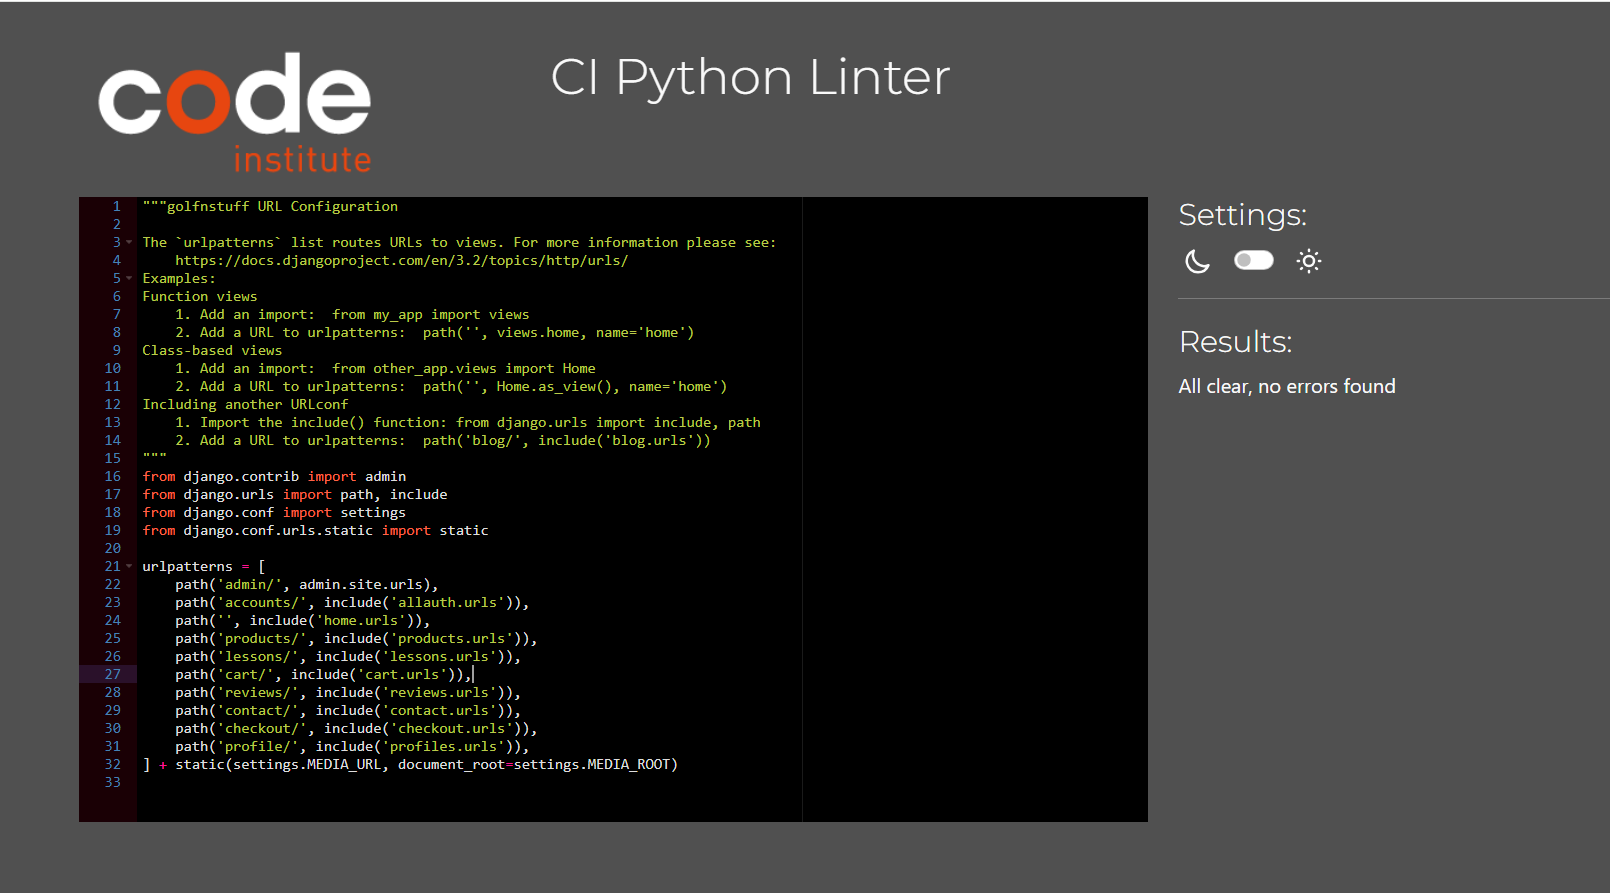 code
institute
CI Python Linter
1 """golfnstuff URL Configuration
2
3 The `urlpatterns` list routes URLs to views. For more information please see:
4     https://docs.djangoproject.com/en/3.2/topics/http/urls/
5 Examples:
6 Function views
7     1. Add an import:  from my_app import views
8     2. Add a URL to urlpatterns:  path('', views.home, name='home')
9 Class-based views
10     1. Add an import:  from other_app.views import Home
11     2. Add a URL to urlpatterns:  path('', Home.as_view(), name='home')
12 Including another URLconf
13     1. Import the include() function: from django.urls import include, path
14     2. Add a URL to urlpatterns:  path('blog/', include('blog.urls'))
15 """
16 from django.contrib import admin
17 from django.urls import path, include
18 from django.conf import settings
19 from django.conf.urls.static import static
20
21 urlpatterns = [
22     path('admin/', admin.site.urls),
23     path('accounts/', include('allauth.urls')),
24     path('', include('home.urls')),
25     path('products/', include('products.urls')),
26     path('lessons/', include('lessons.urls')),
27     path('cart/', include('cart.urls')),
28     path('reviews/', include('reviews.urls')),
29     path('contact/', include('contact.urls')),
30     path('checkout/', include('checkout.urls')),
31     path('profile/', include('profiles.urls')),
32 ] + static(settings.MEDIA_URL, document_root=settings.MEDIA_ROOT)
33
Settings:
Results:
All clear, no errors found